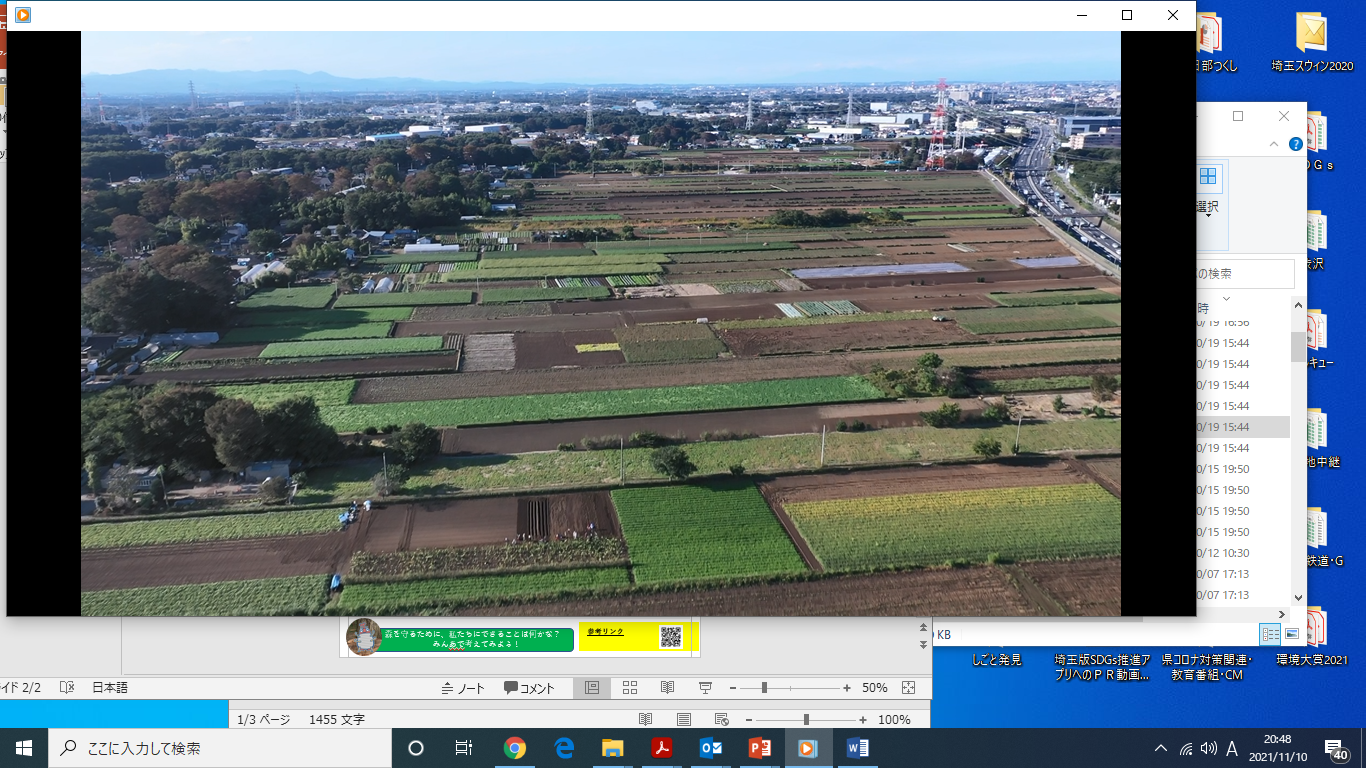 日部つくし
埼玉スウィン2020
選択
の検索
時
0/19 16:56
0/19 15:44
0/19 15:44
0/19 15:44
0/19 15:44
0/19 15:44
0/19 15:44
0/15 19:50
0/15 19:50
0/15 19:50
0/15 19:50
0/12 10:30
0/07 17:13
0/07 17:13
KB
ＤＧｓ
沢
キュー
地中継
鉄道・G
しごと発見
埼玉版SDGs推進ア
プリへのＰＲ動画...
県コロナ対策関連・
教育番組・CM
環境大賞2021
森を守るために、私たちにできることは何かな？
みんなで考えてみよう！
参考リンク
イド 2/2
日本語
ノート
コメント
50%
1/3 ページ
1455 文字
100%
ここに入力して検索
A
20:48
2021/11/10
40